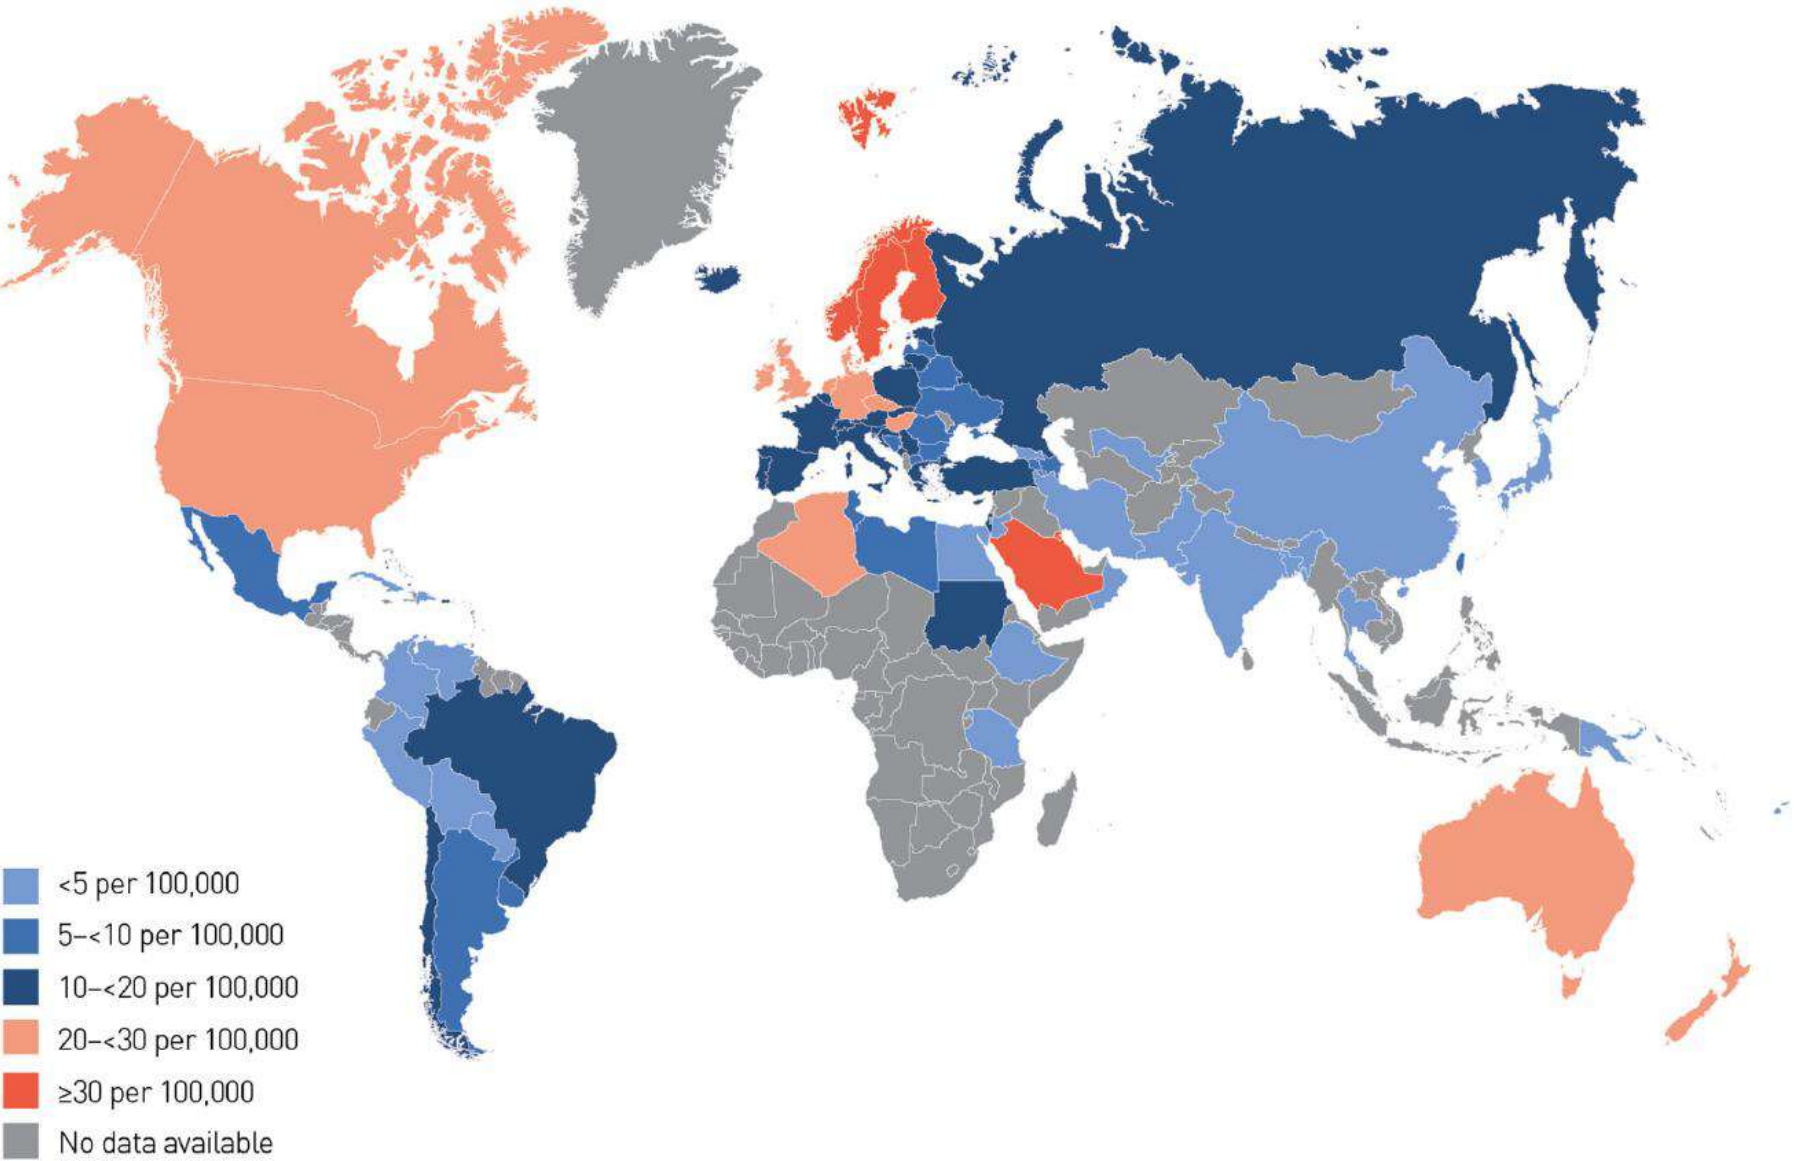 <5 per 100,000
5–<10 per 100,000
10–<20 per 100,000
20–<30 per 100,000
≥30 per 100,000
No data available